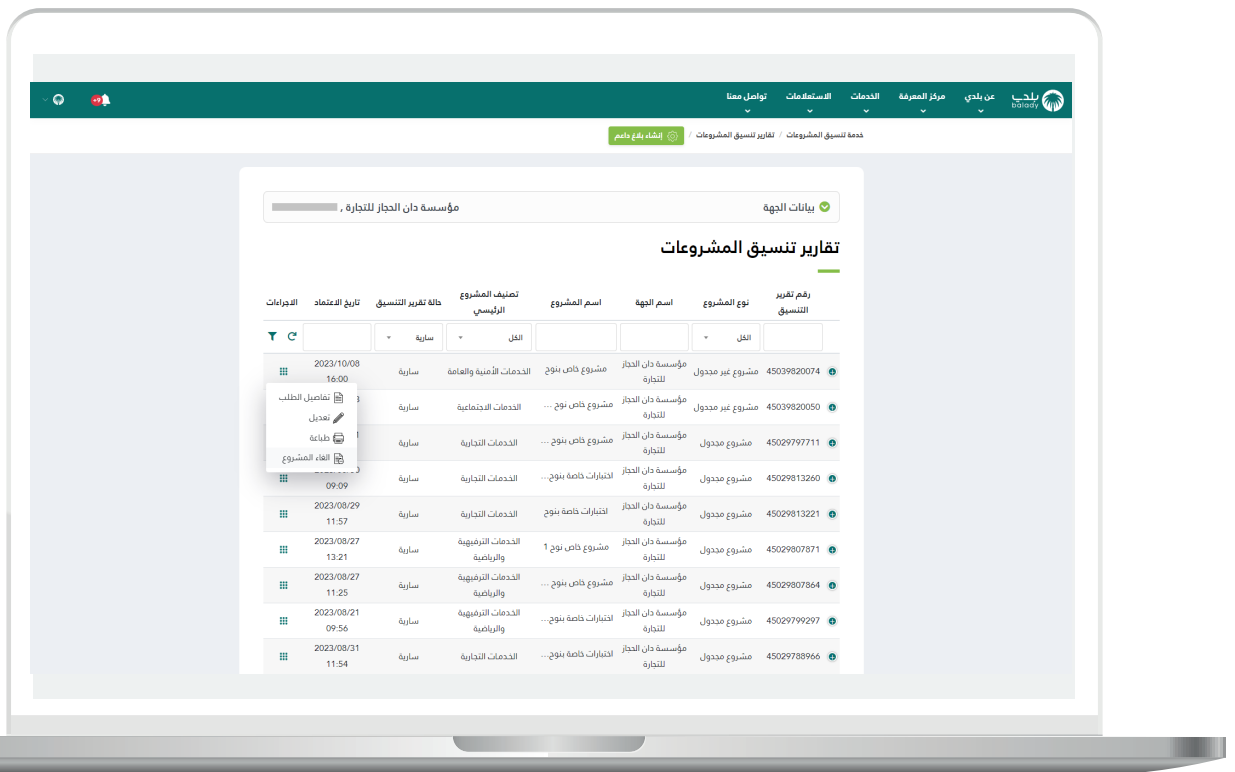 بلدي
balady
عن بلدي
مركز المعرفة
الخدمات
الاستعلامات
تواصل معنا
+9
خدمة تنسيق المشروعات / تقارير تنسيق المشروعات / إنشاء بلاغ داعم
بيانات الجهة
مؤسسة دان الحجاز للتجارة ,
تقارير تنسيق المشروعات
رقم تقرير التنسيق نوع المشروع اسم الجهة اسم المشروع تصنيف المشروع الرئيسي حالة تقرير التنسيق تاريخ الاعتماد الاجراءات
الكل الكل سارية
45039820074 مشروع غير مجدول مؤسسة دان الحجاز للتجارة مشروع خاص بنوح الخدمات الأمنية والعامة سارية 2023/10/08 16:00
45039820050 مشروع غير مجدول مؤسسة دان الحجاز للتجارة مشروع خاص نوح ... الخدمات الاجتماعية سارية
45029797711 مشروع مجدول مؤسسة دان الحجاز للتجارة مشروع خاص بنوح ... الخدمات التجارية سارية
45029813260 مشروع مجدول مؤسسة دان الحجاز للتجارة اختبارات خاصة بنوح... الخدمات التجارية سارية 09:09
45029813221 مشروع مجدول مؤسسة دان الحجاز للتجارة اختبارات خاصة بنوح الخدمات التجارية سارية 2023/08/29 11:57
45029807871 مشروع مجدول مؤسسة دان الحجاز للتجارة مشروع خاص نوح 1 الخدمات الترفيهية والرياضية سارية 2023/08/27 13:21
45029807864 مشروع مجدول مؤسسة دان الحجاز للتجارة مشروع خاص بنوح ... الخدمات الترفيهية والرياضية سارية 2023/08/27 11:25
45029799297 مشروع مجدول مؤسسة دان الحجاز للتجارة اختبارات خاصة بنوح... الخدمات الترفيهية والرياضية سارية 2023/08/21 09:56
45029788966 مشروع مجدول مؤسسة دان الحجاز للتجارة اختبارات خاصة بنوح... الخدمات التجارية سارية 2023/08/31 11:54
تفاصيل الطلب
تعديل
طباعة
الغاء المشروع